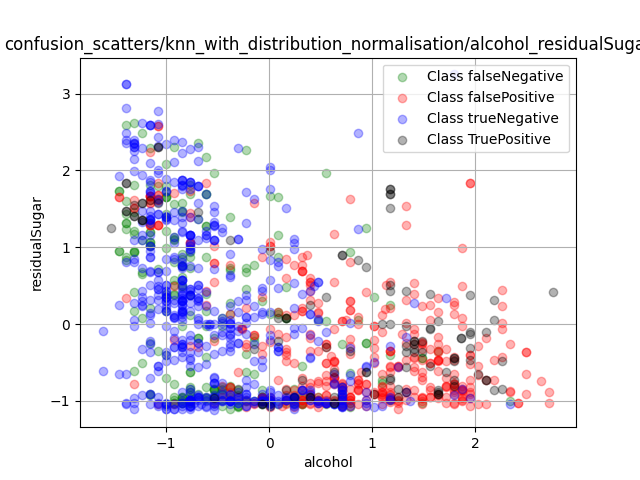 confusion_scatters/knn_with_distribution_normalisation/alcohol_residualSuga
Class falseNegative
Class falsePositive
Class trueNegative
Class TruePositive
residualSugar
3
2
1
0
−1
−1
0
1
2
alcohol